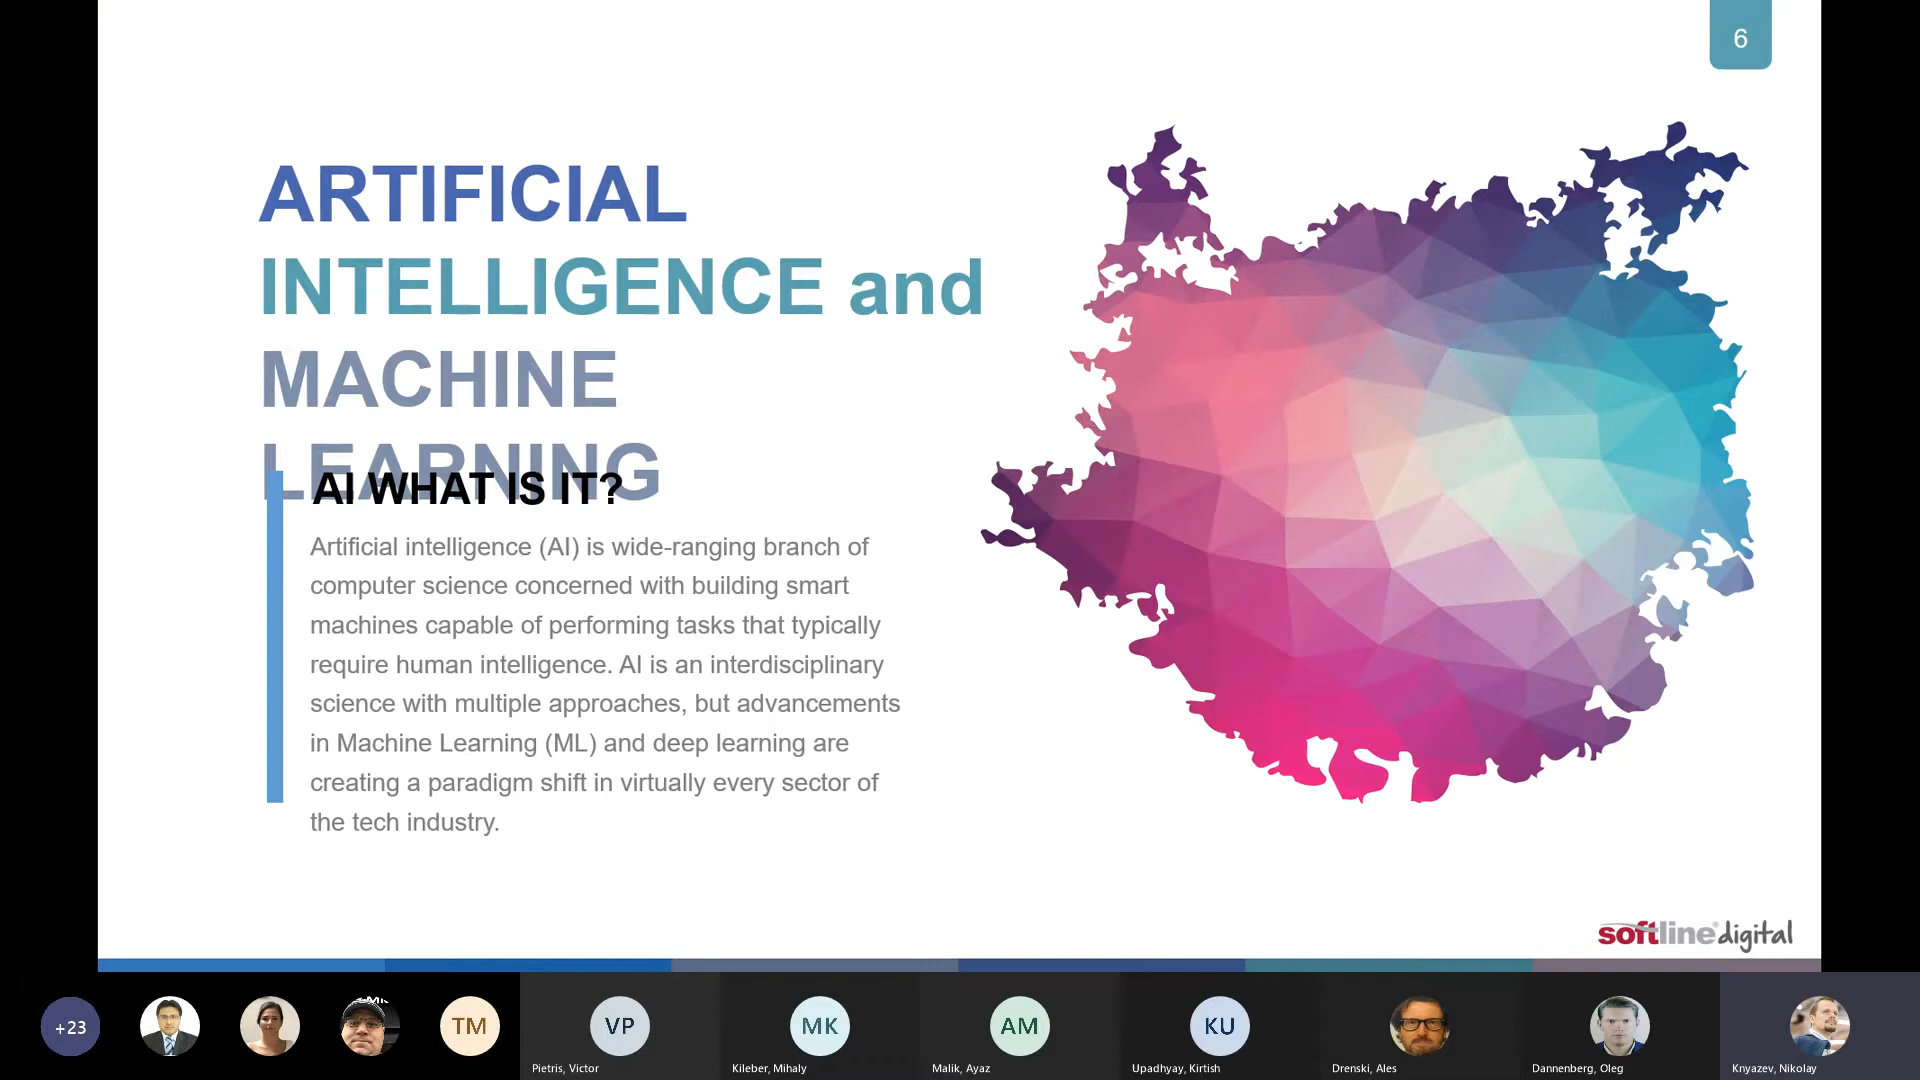 6
ARTIFICIAL
INTELLIGENCE and
MACHINE
LEARNING
AI WHAT IS IT?
Artificial intelligence (AI) is wide-ranging branch of
computer science concerned with building smart
machines capable of performing tasks that typically
require human intelligence. AI is an interdisciplinary
science with multiple approaches, but advancements
in Machine Learning (ML) and deep learning are
creating a paradigm shift in virtually every sector of
the tech industry.
softline® digital
+23
TM
VP
MK
AM
KU
Pietris, Victor
Kileber, Mihaly
Malik, Ayaz
Upadhyay, Kirtish
Drenski, Ales
Dannenberg, Oleg
Knyazev, Nikolay